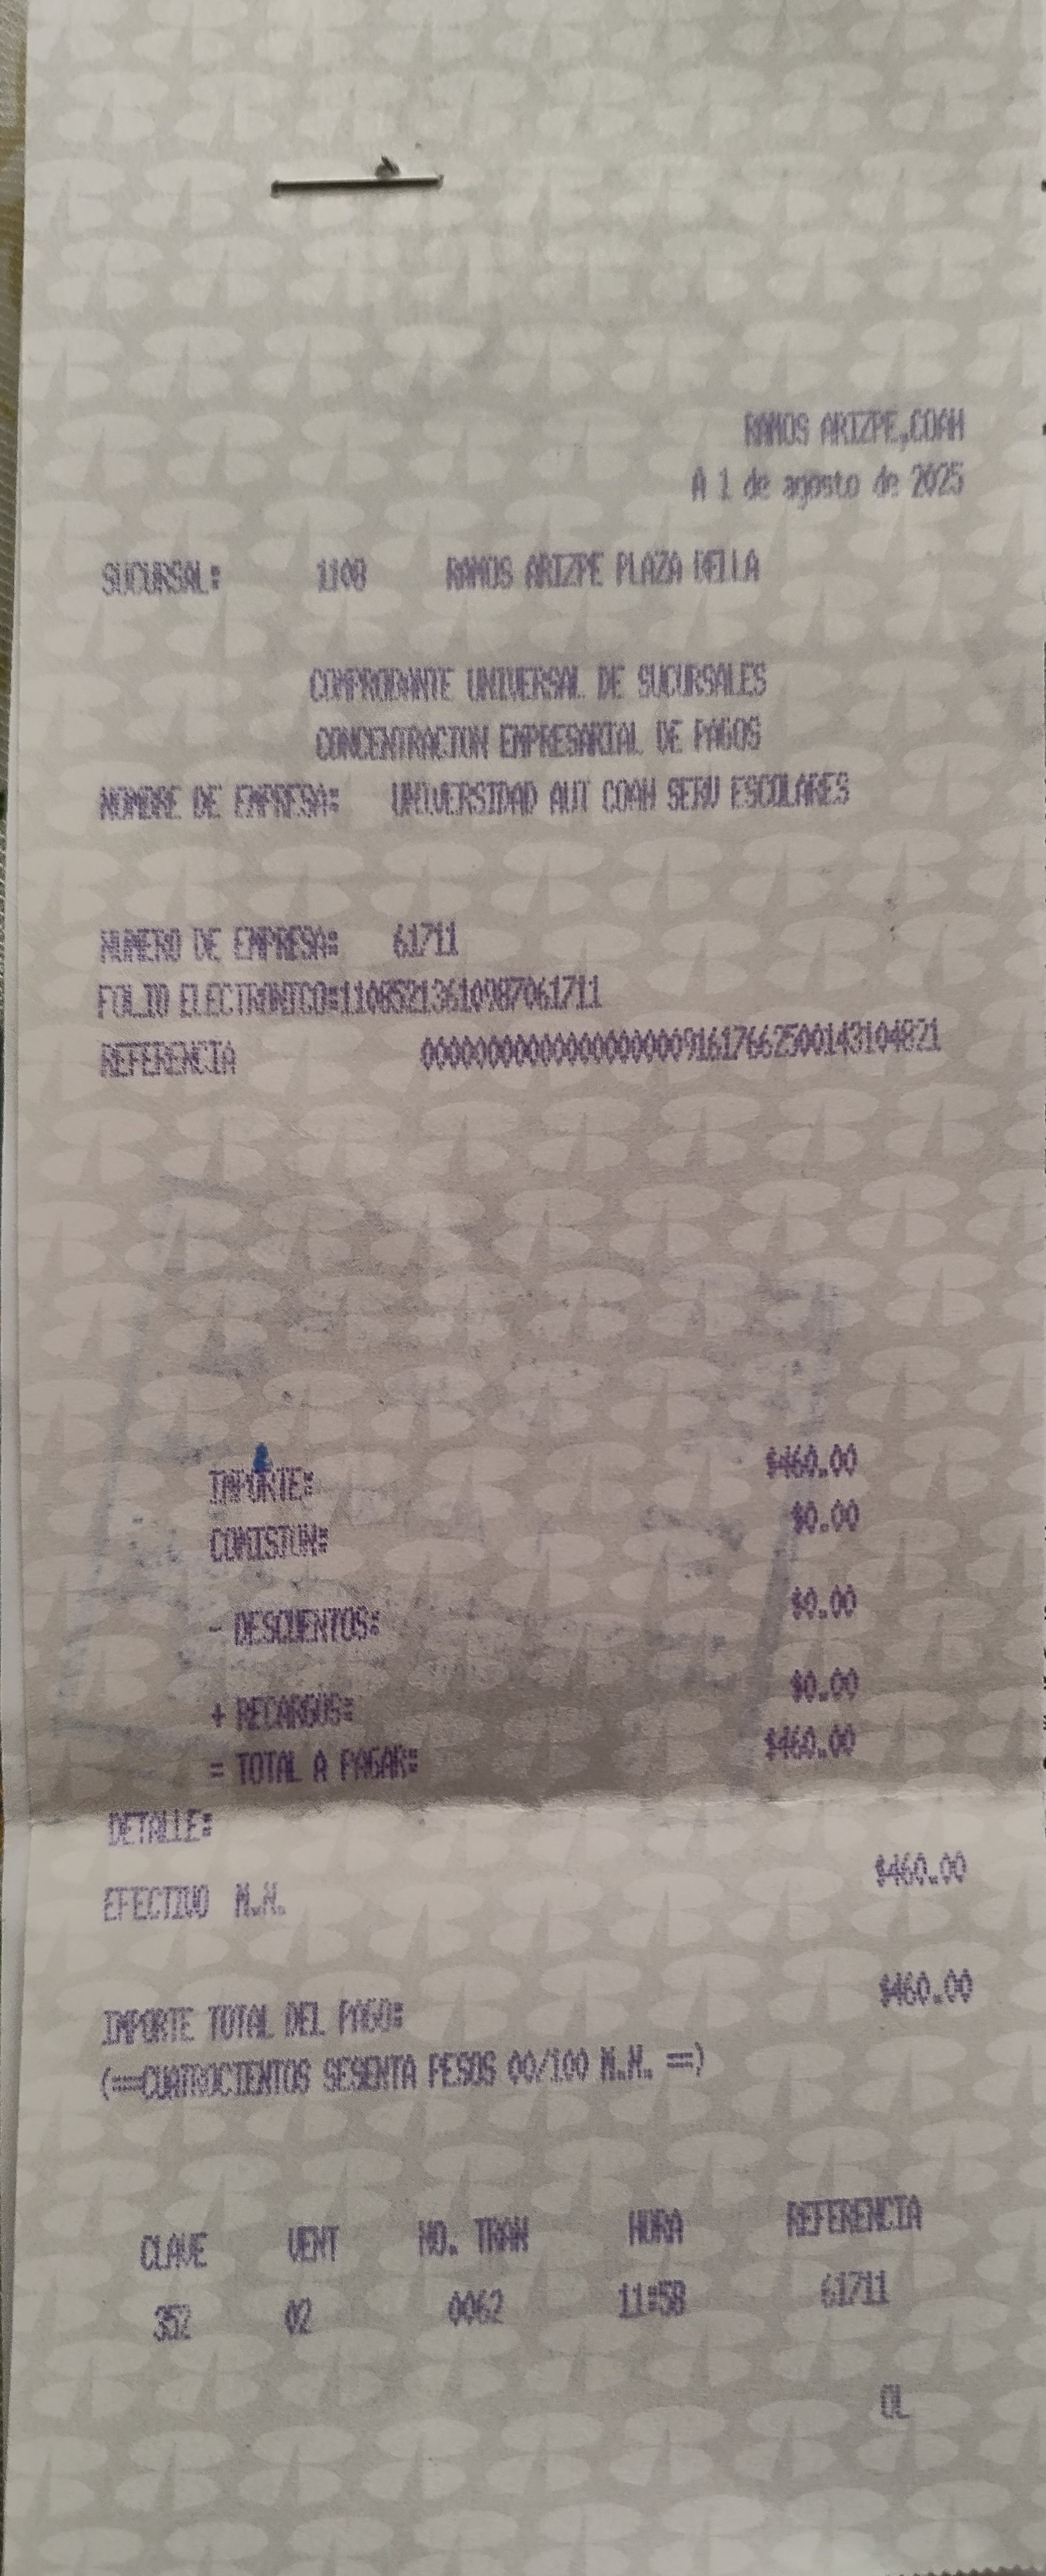 RAMOS ARIZPE,COAH
A 1 de agosto de 2025
SUCURSAL: 1108 RAMOS ARIZPE PLAZA BELLA
COMPROBANTE UNIVERSAL DE SUCURSALES
CONCENTRACION EMPRESARIAL DE PAGOS
NOMBRE DE EMPRESA: UNIVERSIDAD AUT COAH SERV ESCOLARES
NUMERO DE EMPRESA: 61711
FOLIO ELECTRONICO:11085213610987061711
REFERENCIA 0000000000000000000091617662500143104821
IMPORTE: $460.00
COMISION: $0.00
- DESCUENTOS: $0.00
+ RECARGOS: $0.00
= TOTAL A PAGAR: $460.00
DETALLE:
EFECTIVO M.N. $460.00
IMPORTE TOTAL DEL PAGO: $460.00
(==CUATROCIENTOS SESENTA PESOS 00/100 M.N. ==)
CLAVE VENT NO. TRAN HORA REFERENCIA
352 02 0062 11:58 61711
OL